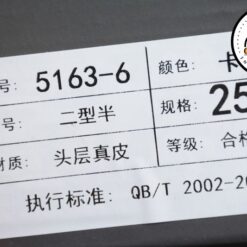 号: 5163-6 颜色: 卡
号: 二型半 规格: 25
材质: 头层真皮 等级: 合格
执行标准: QB/T 2002-20